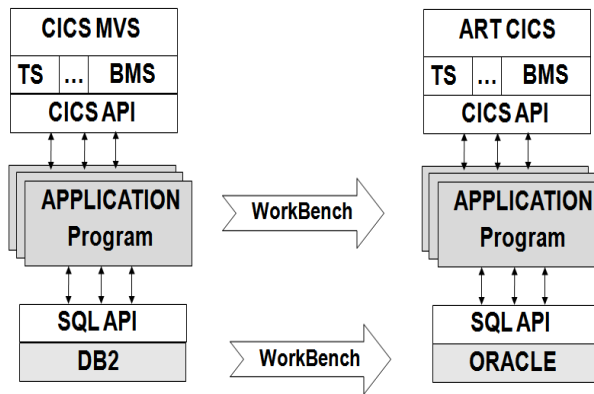 CICS MVS
TS ... BMS
CICS API
APPLICATION
Program
SQL API
DB2
WorkBench
WorkBench
ART CICS
TS ... BMS
CICS API
APPLICATION
Program
SQL API
ORACLE